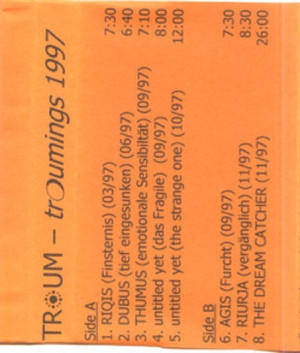 TROUM – trOumings 1997
Side A
1. RIQIS (Finsternis) (03/97) 7:30
2. DUBUS (tief eingesunken) (06/97) 6:40
3. THUMUS (emotionale Sensibiltät) (09/97) 7:10
4. untitled yet (das Fragile) (09/97) 8:00
5. untitled yet (the strange one) (10/97) 12:00
Side B
6. AGIS (Furcht) (09/97) 7:30
7. RIURJA (vergänglich) (11/97) 8:30
8. THE DREAM CATCHER (11/97) 26:00